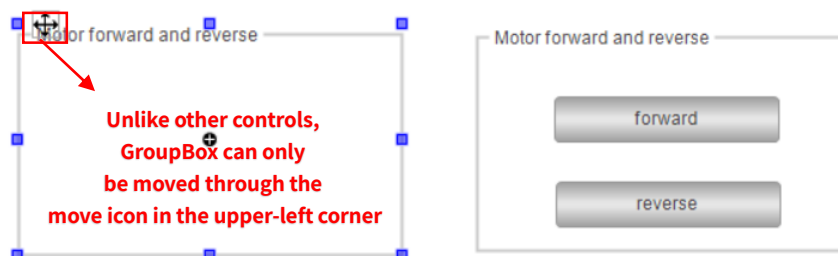 Motor forward and reverse
Unlike other controls,
GroupBox can only
be moved through the
move icon in the upper-left corner
Motor forward and reverse
forward
reverse